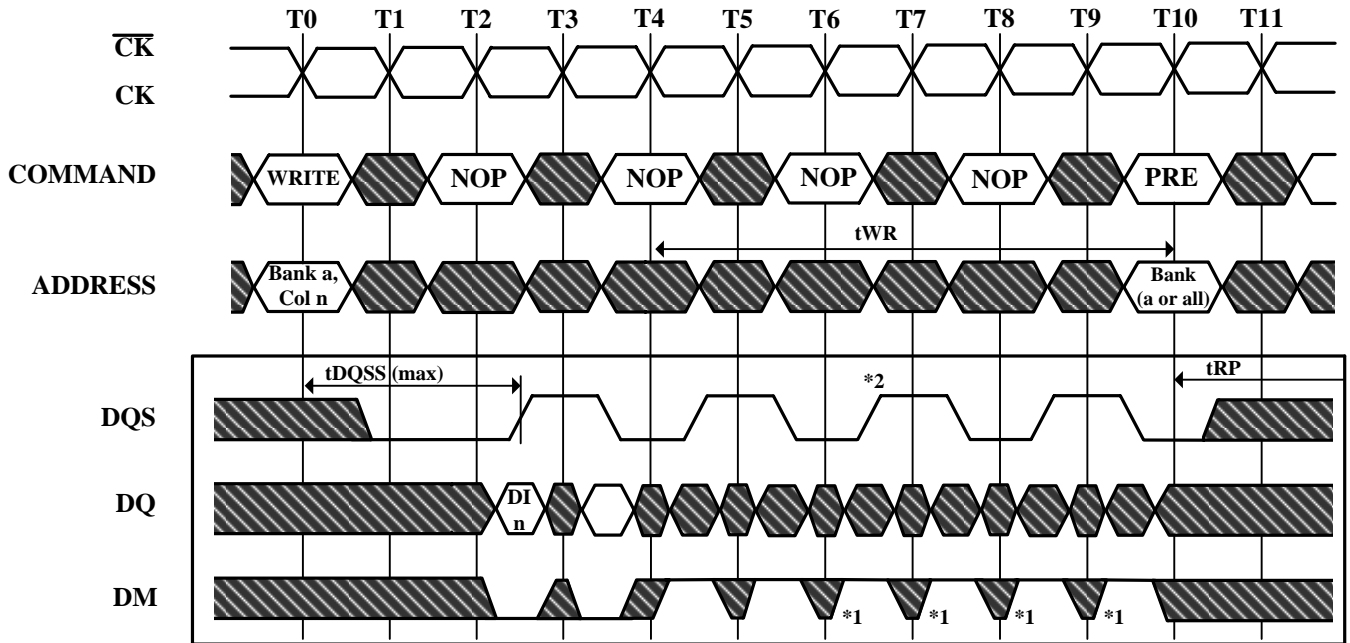 T0 T1 T2 T3 T4 T5 T6 T7 T8 T9 T10 T11
CK
CK
COMMAND WRITE NOP NOP NOP NOP PRE
tWR
ADDRESS Bank a, Col n Bank (a or all)
tDQSS (max) *2 tRP
DQS
DQ DI n
DM *1 *1 *1 *1